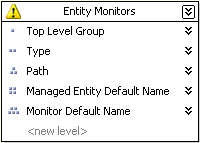 Entity Monitors
Top Level Group
Type
Path
Managed Entity Default Name
Monitor Default Name
<new level>